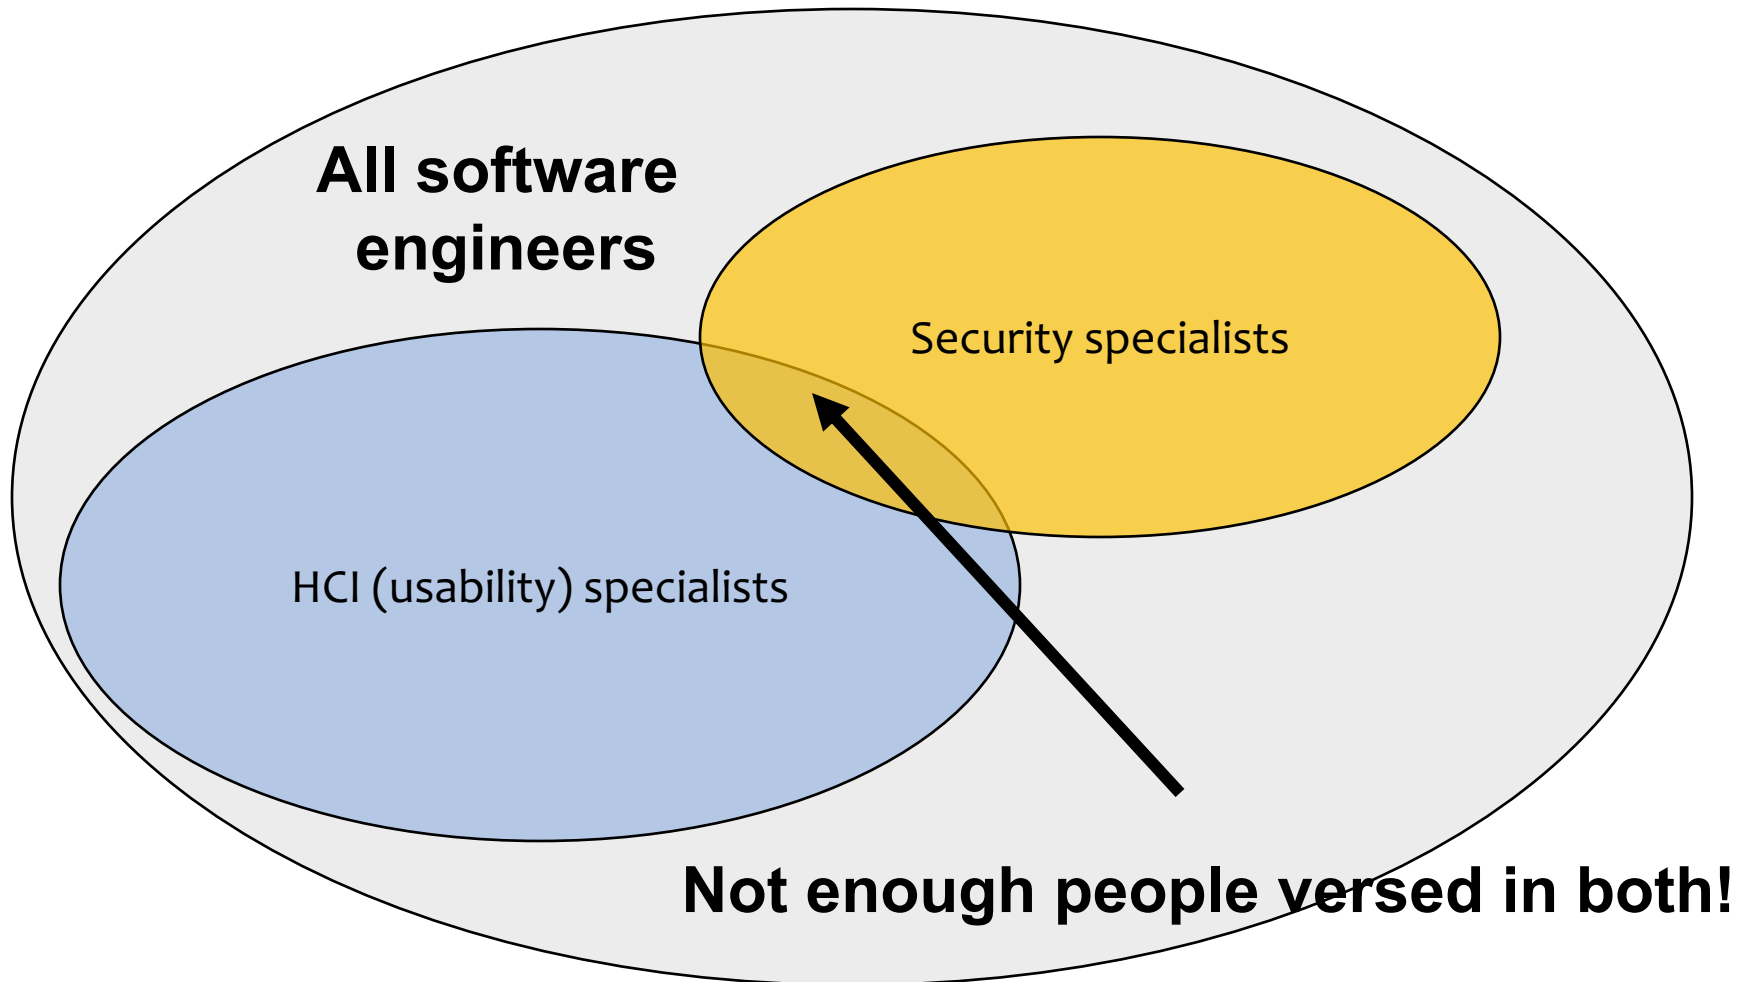 All software
engineers
Security specialists
HCI (usability) specialists
Not enough people versed in both!